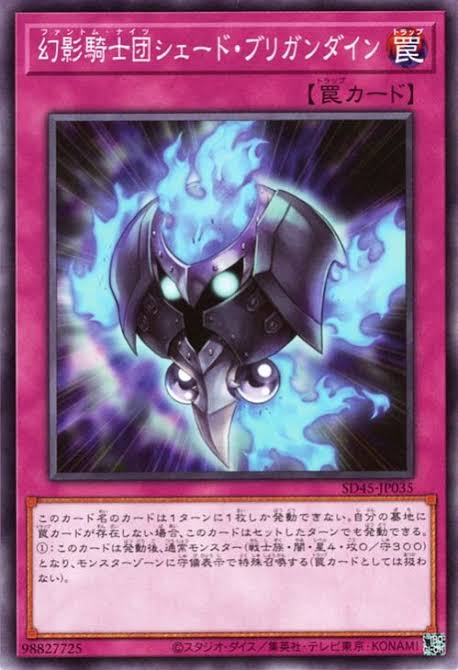 ファントム・ナイツ
幻影騎士団シェード・ブリガンダイン
トラップ
罠
トラップ
【罠カード】
SD45-JP035
このカード名のカードは1ターンに1枚しか発動できない。自分の墓地に
罠カードが存在しない場合、このカードはセットしたターンでも発動できる。
①:このカードは発動後、通常モンスター(戦士族・闇・星4・攻0/守300)
となり、モンスターゾーンに守備表示で特殊召喚する(罠カードとしては扱わ
ない)。
98827725
©スタジオ・ダイス/集英社・テレビ東京・KONAMI